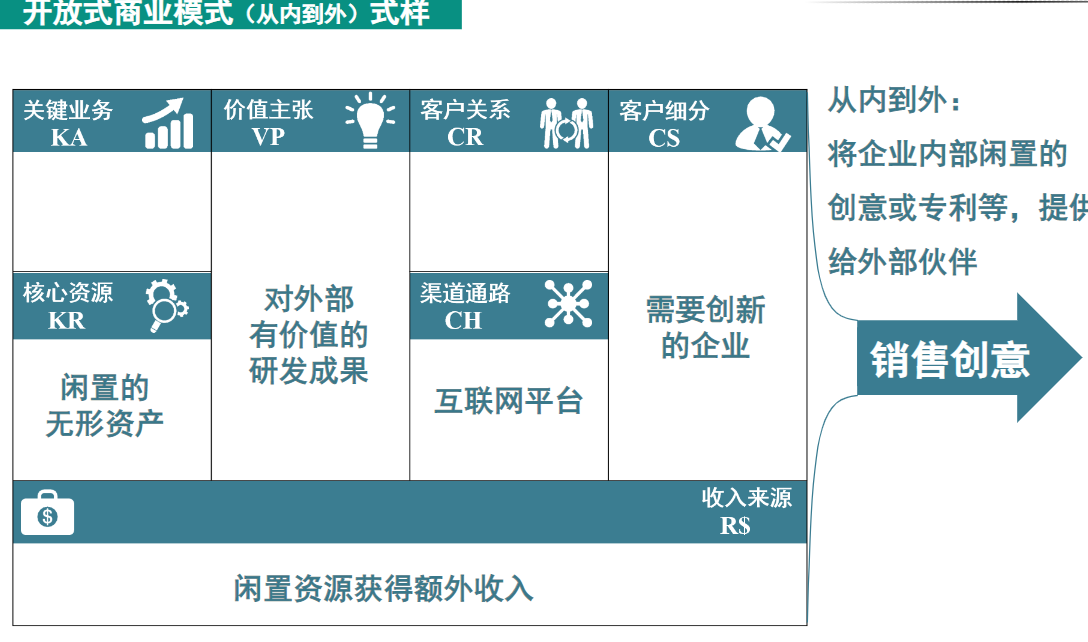 开放式商业模式（从内到外）式样
关键业务
KA
价值主张
VP
客户关系
CR
客户细分
CS
核心资源
KR
闲置的
无形资产
对外部
有价值的
研发成果
渠道通路
CH
互联网平台
需要创新
的企业
$
收入来源
R$
闲置资源获得额外收入
从内到外：
将企业内部闲置的
创意或专利等，提供
给外部伙伴
销售创意